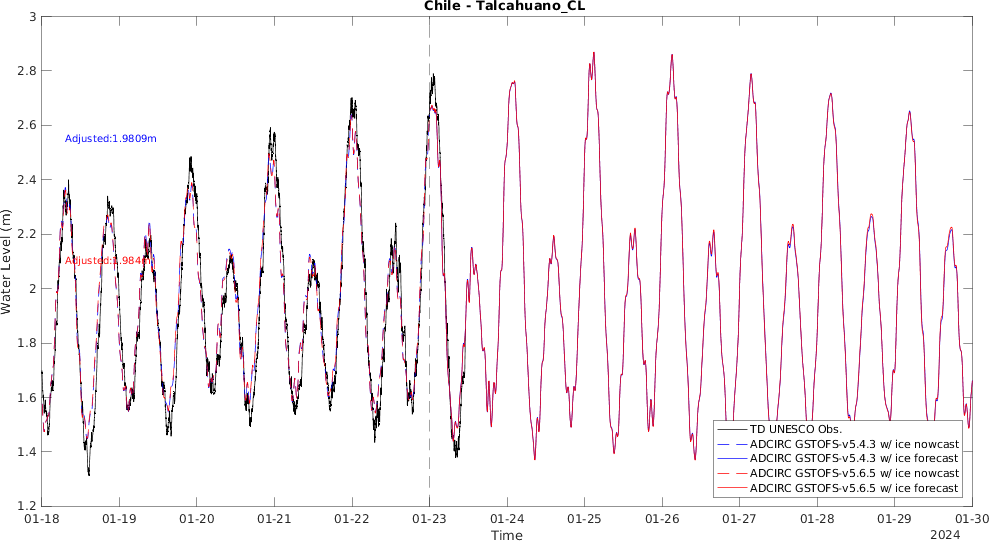 Chile - Talcahuano_CL
3
2.8
2.6
2.4
2.2
2
1.8
1.6
1.4
1.2
Water Level (m)
Adjusted:1.9809m
Adjusted:1.984m
TD UNESCO Obs.
ADCIRC GSTOFS-v5.4.3 w/ ice nowcast
ADCIRC GSTOFS-v5.4.3 w/ ice forecast
ADCIRC GSTOFS-v5.6.5 w/ ice nowcast
ADCIRC GSTOFS-v5.6.5 w/ ice forecast
01-18 01-19 01-20 01-21 01-22 01-23 01-24 01-25 01-26 01-27 01-28 01-29 01-30
Time
2024